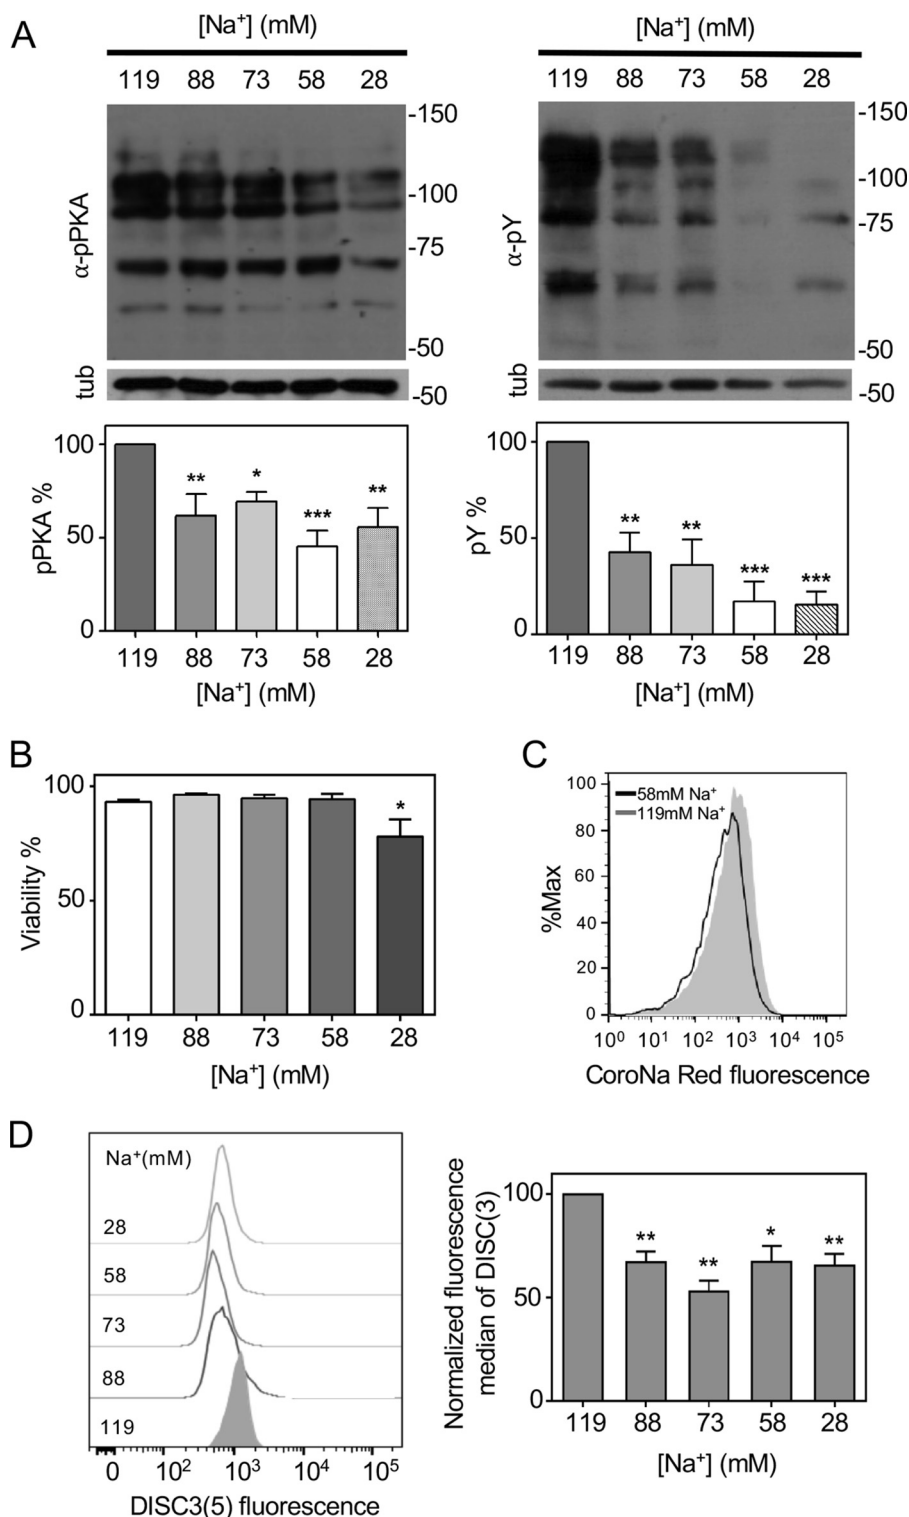 A
[Na⁺] (mM)
119 88 73 58 28
α-pPKA
-150
-100
-75
-50
tub
-50
pPKA %
100
50
0
** * *** **
119 88 73 58 28
[Na⁺] (mM)
[Na⁺] (mM)
119 88 73 58 28
α-pY
-150
-100
-75
-50
tub
-50
pY %
100
50
0
** ** *** ***
119 88 73 58 28
[Na⁺] (mM)
B
Viability %
100
50
0
*
119 88 73 58 28
[Na⁺] (mM)
C
%Max
100
80
60
40
20
0
58mM Na⁺
119mM Na⁺
10⁰ 10¹ 10² 10³ 10⁴ 10⁵
CoroNa Red fluorescence
D
Na⁺(mM)
28
58
73
88
119
0 10² 10³ 10⁴ 10⁵
DISC3(5) fluorescence
Normalized fluorescence
median of DISC(3)
100
50
0
** ** * **
119 88 73 58 28
[Na⁺] (mM)